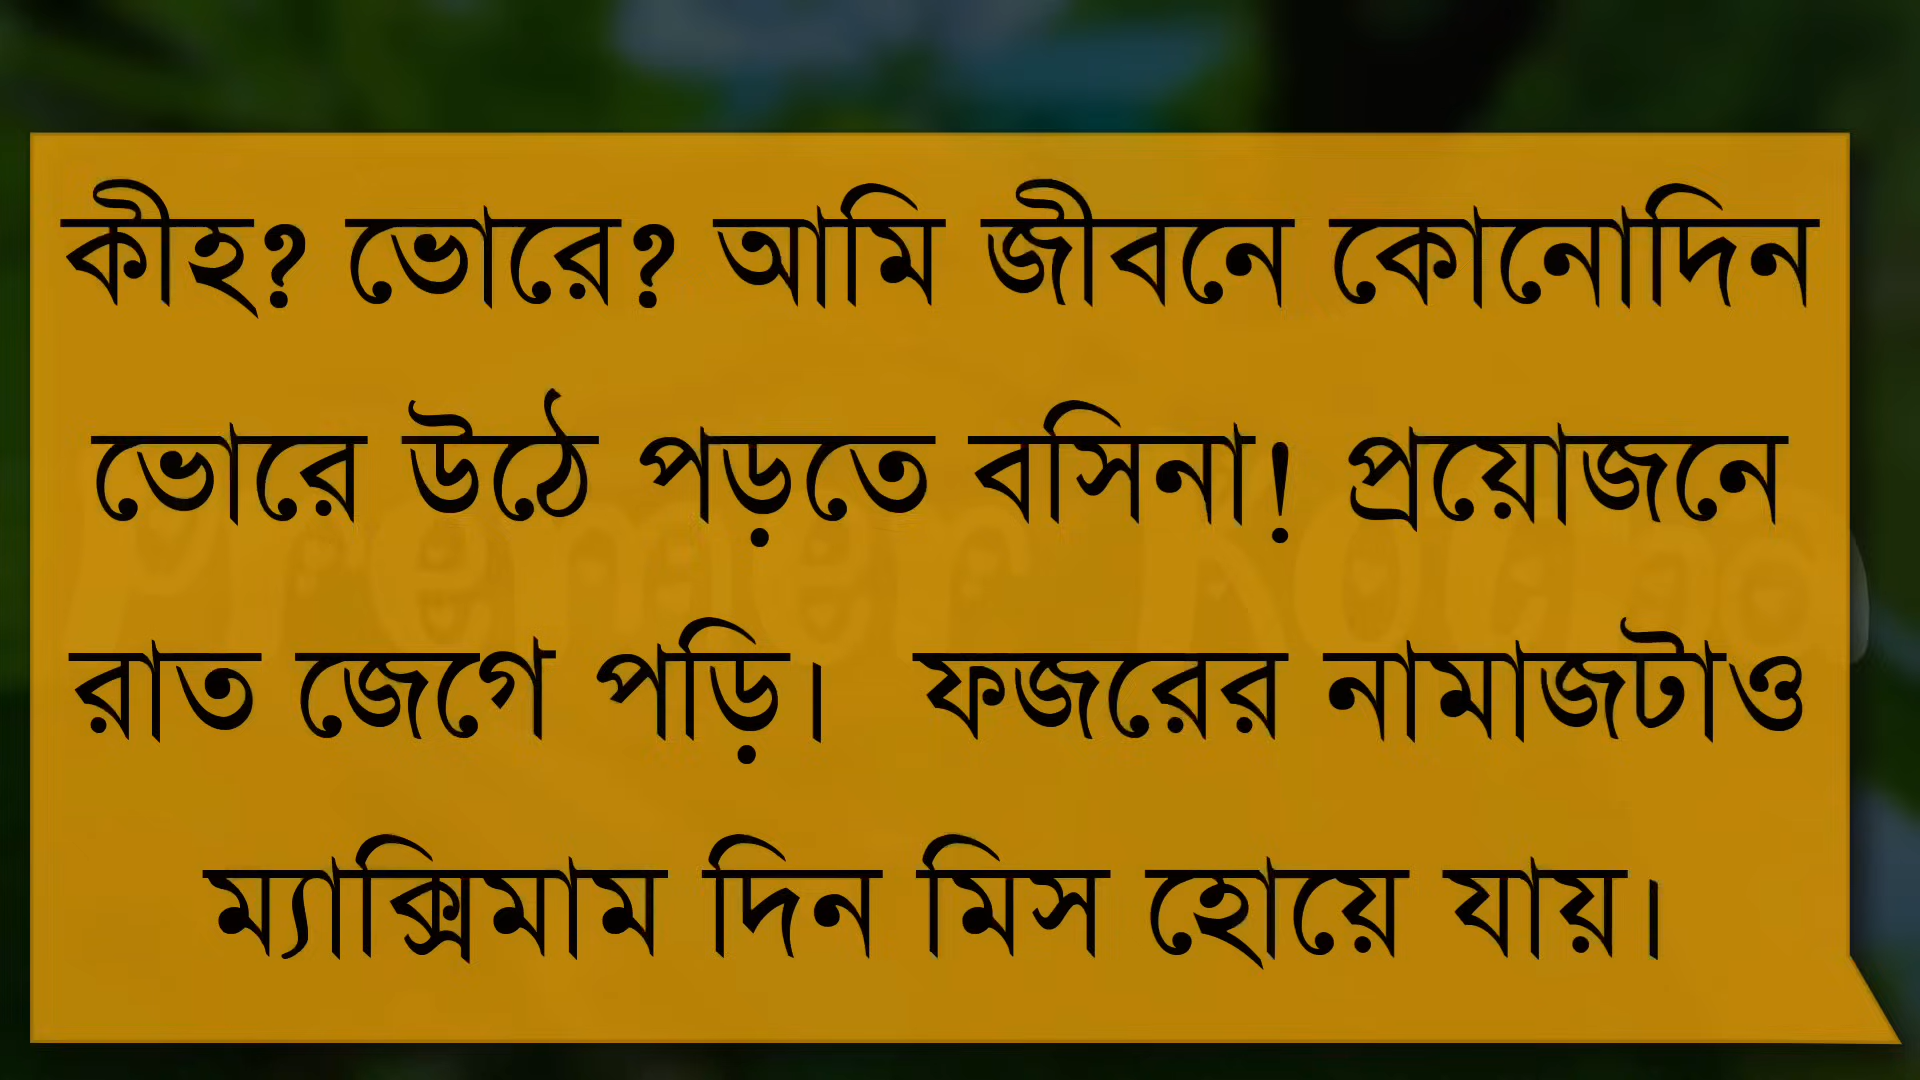 কীহ? ভোরে? আমি জীবনে কোনোদিন
ভোরে উঠে পড়তে বসিনা! প্রয়োজনে
রাত জেগে পড়ি। ফজরের নামাজটাও
ম্যাক্সিমাম দিন মিস হোয়ে যায়।